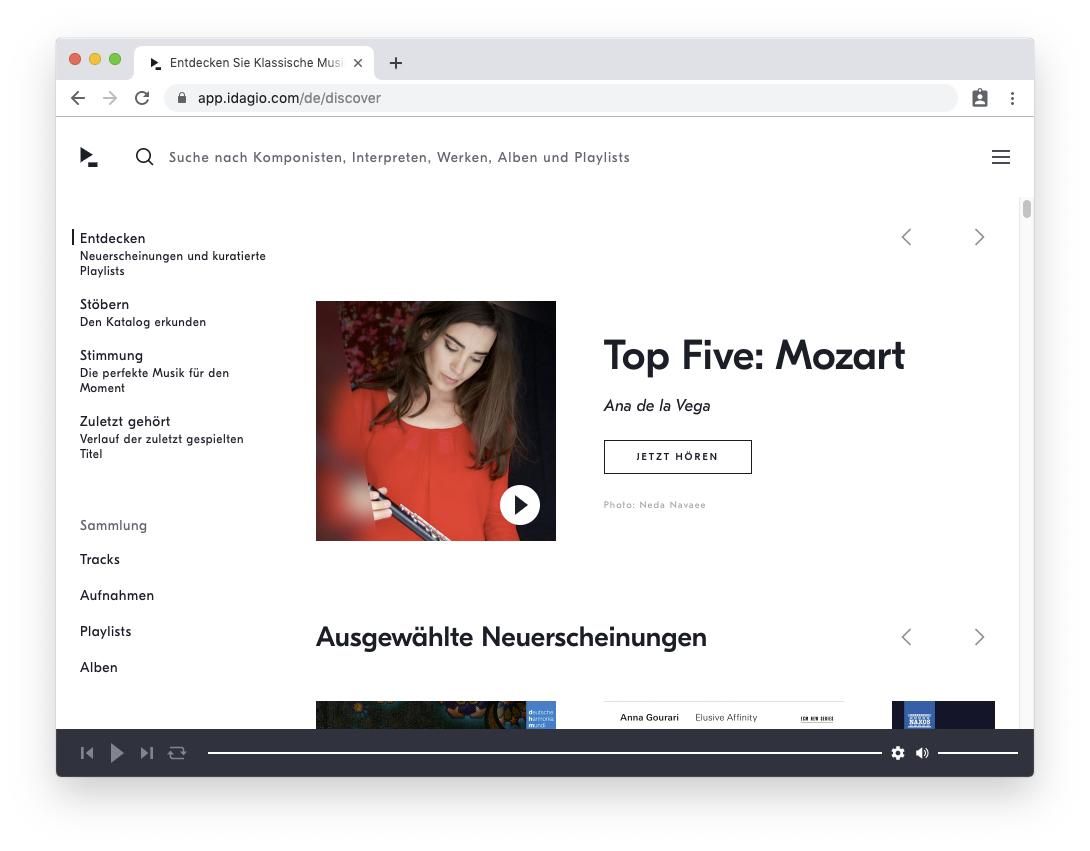 Entdecken Sie Klassische Musi
app.idagio.com/de/discover
Suche nach Komponisten, Interpreten, Werken, Alben und Playlists
Entdecken
Neuerscheinungen und kuratierte
Playlists
Stöbern
Den Katalog erkunden
Stimmung
Die perfekte Musik für den
Moment
Zuletzt gehört
Verlauf der zuletzt gespielten
Titel
Sammlung
Tracks
Aufnahmen
Playlists
Alben
Top Five: Mozart
Ana de la Vega
JETZT HÖREN
Photo: Neda Navaee
Ausgewählte Neuerscheinungen
deutsche
harmonia
mundi
Anna Gourari Elusive Affinity ECM NEW SERIES
NAXOS